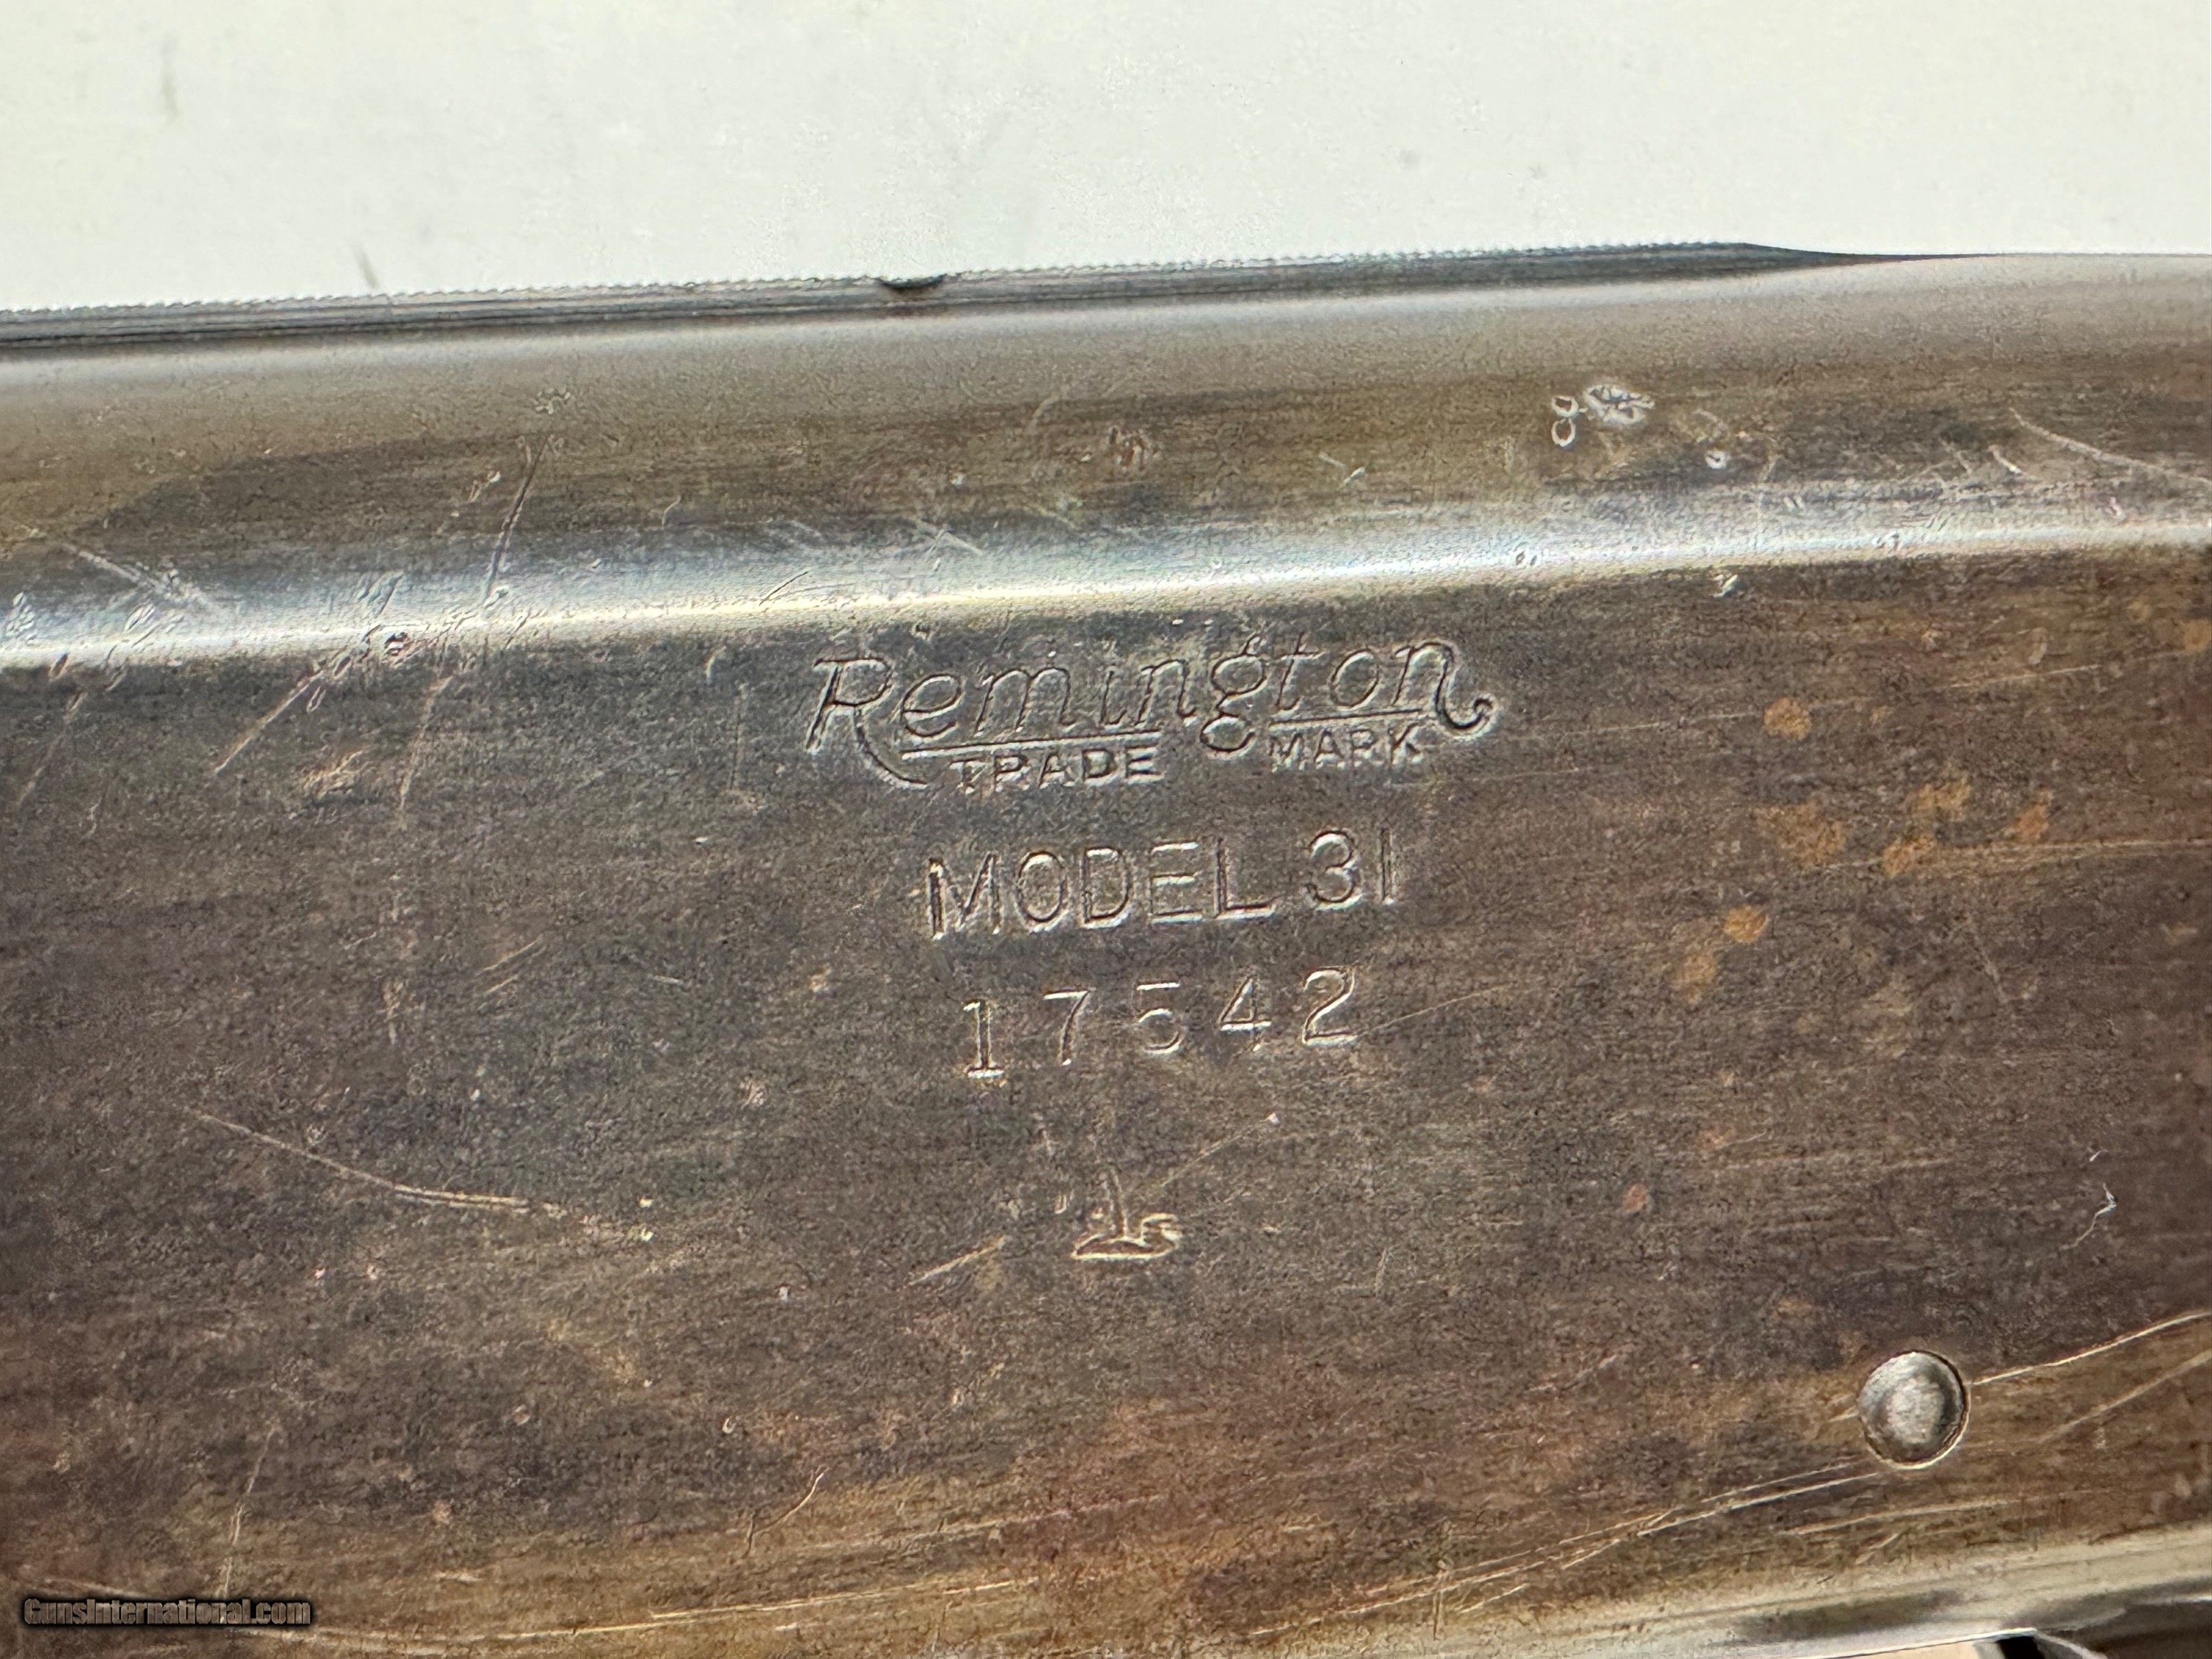 Remington
TRADE MARK
MODEL 31
17542
GunsInternational.com